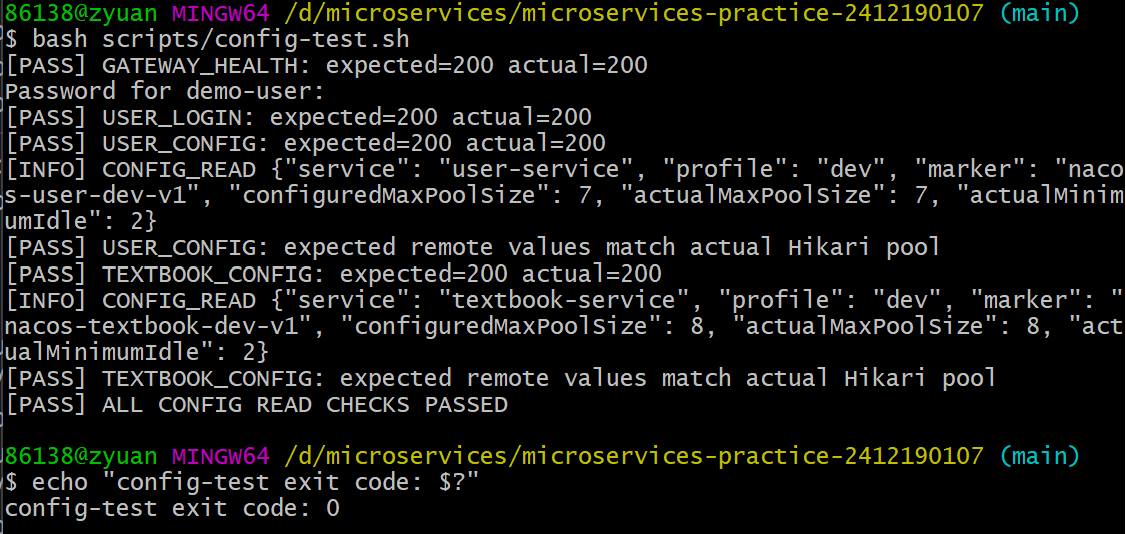 86138@zyuan MINGW64 /d/microservices/microservices-practice-2412190107 (main)
$ bash scripts/config-test.sh
[PASS] GATEWAY_HEALTH: expected=200 actual=200
Password for demo-user:
[PASS] USER_LOGIN: expected=200 actual=200
[PASS] USER_CONFIG: expected=200 actual=200
[INFO] CONFIG_READ {"service": "user-service", "profile": "dev", "marker": "naco
s-user-dev-v1", "configuredMaxPoolSize": 7, "actualMaxPoolSize": 7, "actualMinim
umIdle": 2}
[PASS] USER_CONFIG: expected remote values match actual Hikari pool
[PASS] TEXTBOOK_CONFIG: expected=200 actual=200
[INFO] CONFIG_READ {"service": "textbook-service", "profile": "dev", "marker": "
nacos-textbook-dev-v1", "configuredMaxPoolSize": 8, "actualMaxPoolSize": 8, "act
ualMinimumIdle": 2}
[PASS] TEXTBOOK_CONFIG: expected remote values match actual Hikari pool
[PASS] ALL CONFIG READ CHECKS PASSED
86138@zyuan MINGW64 /d/microservices/microservices-practice-2412190107 (main)
$ echo "config-test exit code: $?"
config-test exit code: 0